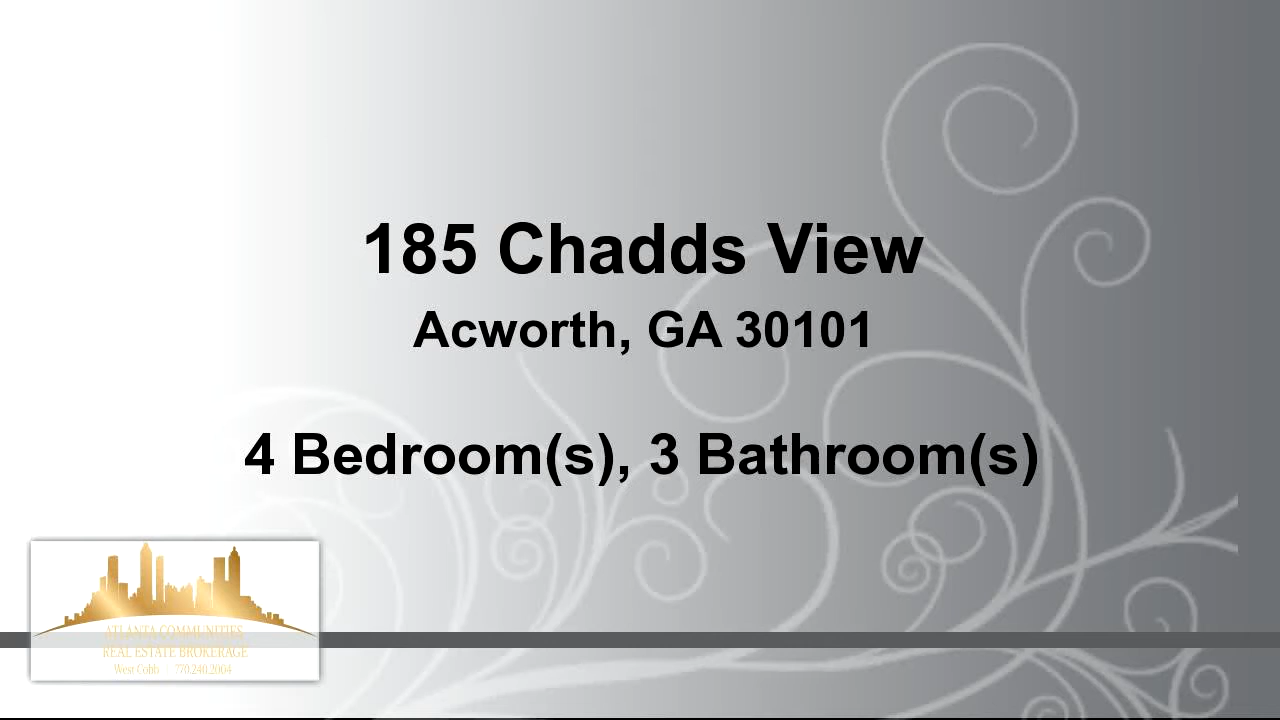 185 Chadds View
Acworth, GA 30101
4 Bedroom(s), 3 Bathroom(s)
ATLANTA COMMUNITIES
REAL ESTATE BROKERAGE
West Cobb | 770.240.2004